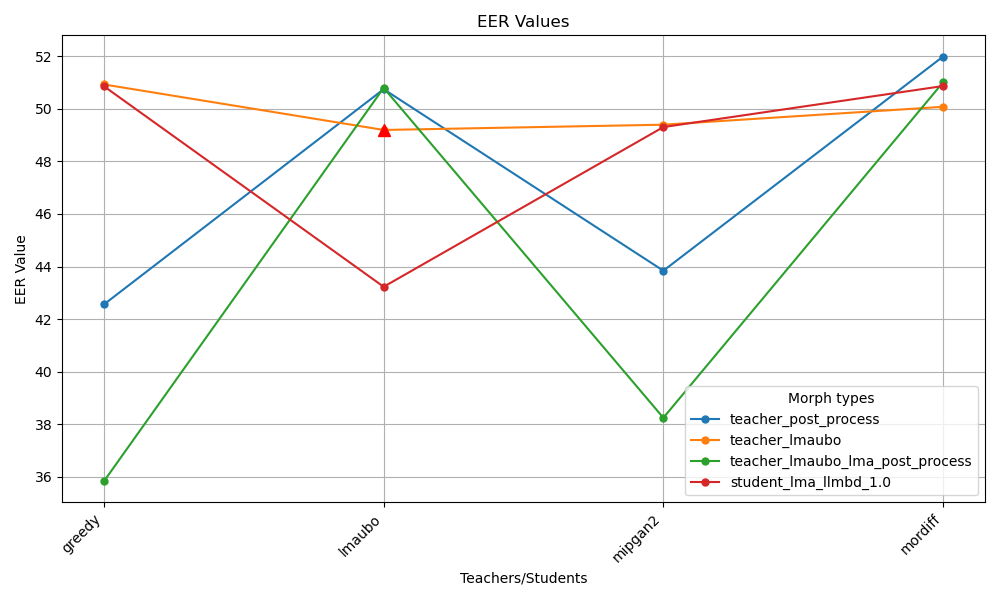 EER Values
52
50
48
46
44
42
40
38
36
EER Value
Morph types
teacher_post_process
teacher_lmaubo
teacher_lmaubo_lma_post_process
student_lma_llmbd_1.0
greedy
lmaubo
mipgan2
mordiff
Teachers/Students